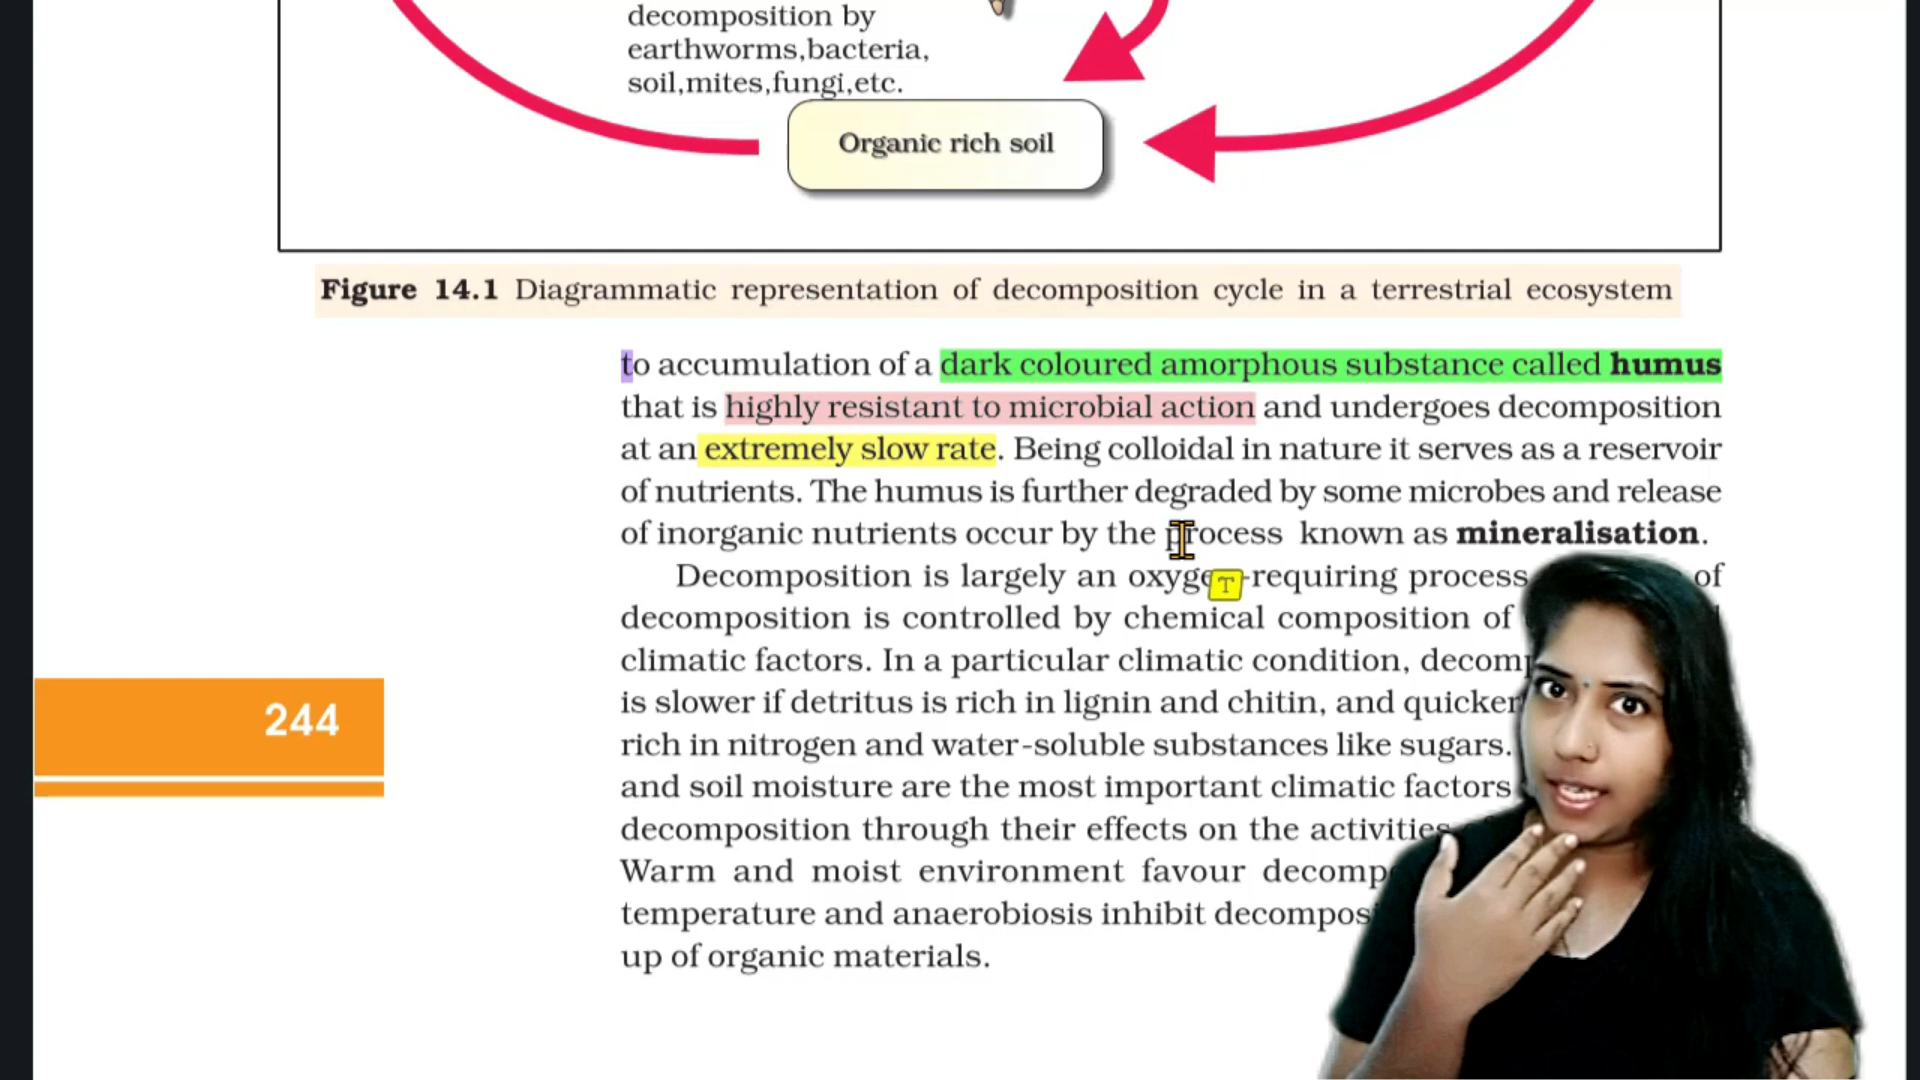 decomposition by
earthworms,bacteria,
soil,mites,fungi,etc.
Organic rich soil
Figure 14.1 Diagrammatic representation of decomposition cycle in a terrestrial ecosystem
to accumulation of a dark coloured amorphous substance called humus
that is highly resistant to microbial action and undergoes decomposition
at an extremely slow rate. Being colloidal in nature it serves as a reservoir
of nutrients. The humus is further degraded by some microbes and release
of inorganic nutrients occur by the process known as mineralisation.
Decomposition is largely an requiring process of
decomposition is controlled by chemical composition of
climatic factors. In a particular climatic condition,
is slower if detritus is rich in lignin and chitin, and quicker
rich in nitrogen and water-soluble substances like sugars.
and soil moisture are the most important climatic factors
decomposition through their effects on the activities
Warm and moist environment favour
temperature and anaerobiosis inhibit
up of organic materials.
T
244